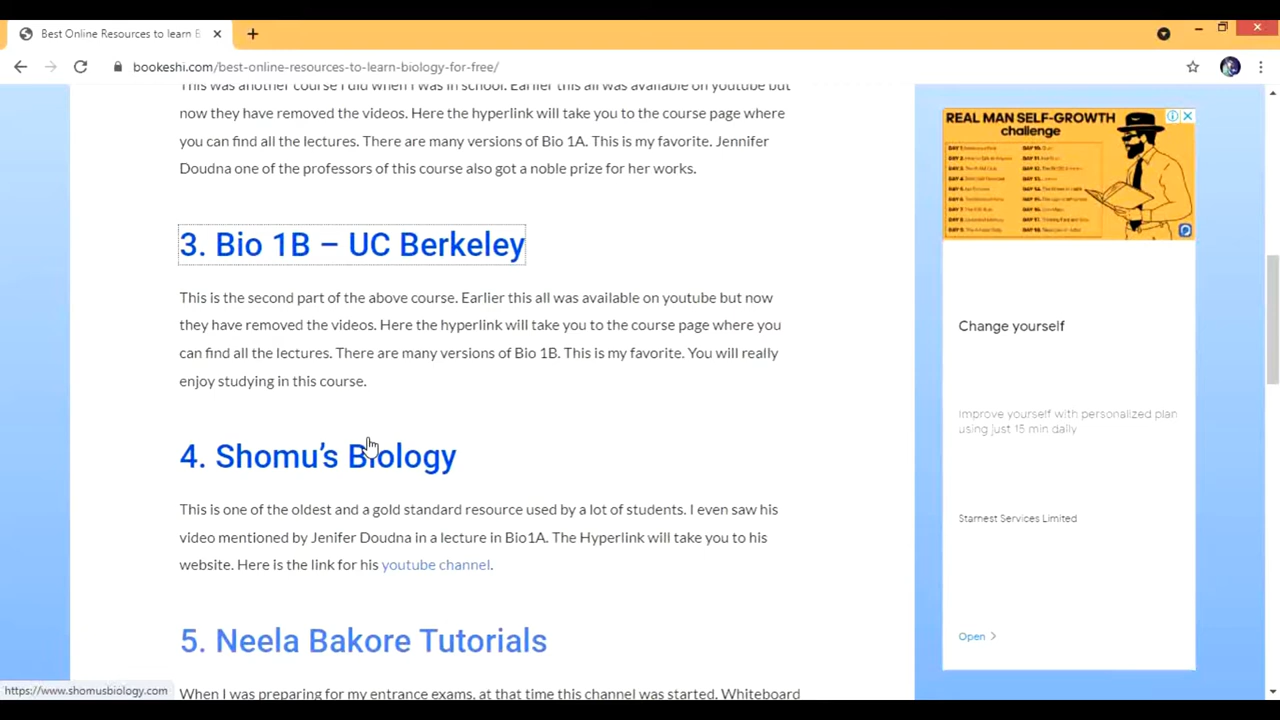 Best Online Resources to learn B
bookeshi.com/best-online-resources-to-learn-biology-for-free/
This was another course I did when I was in school. Earlier this all was available on youtube but
now they have removed the videos. Here the hyperlink will take you to the course page where
you can find all the lectures. There are many versions of Bio 1A. This is my favorite. Jennifer
Doudna one of the professors of this course also got a noble prize for her works.
3. Bio 1B – UC Berkeley
This is the second part of the above course. Earlier this all was available on youtube but now
they have removed the videos. Here the hyperlink will take you to the course page where you
can find all the lectures. There are many versions of Bio 1B. This is my favorite. You will really
enjoy studying in this course.
4. Shomu’s Biology
This is one of the oldest and a gold standard resource used by a lot of students. I even saw his
video mentioned by Jenifer Doudna in a lecture in Bio1A. The Hyperlink will take you to his
website. Here is the link for his youtube channel.
5. Neela Bakore Tutorials
When I was preparing for my entrance exams, at that time this channel was started. Whiteboard
https://www.shomusbiology.com
REAL MAN SELF-GROWTH
challenge
Change yourself
Improve yourself with personalized plan
using just 15 min daily
Starnest Services Limited
Open